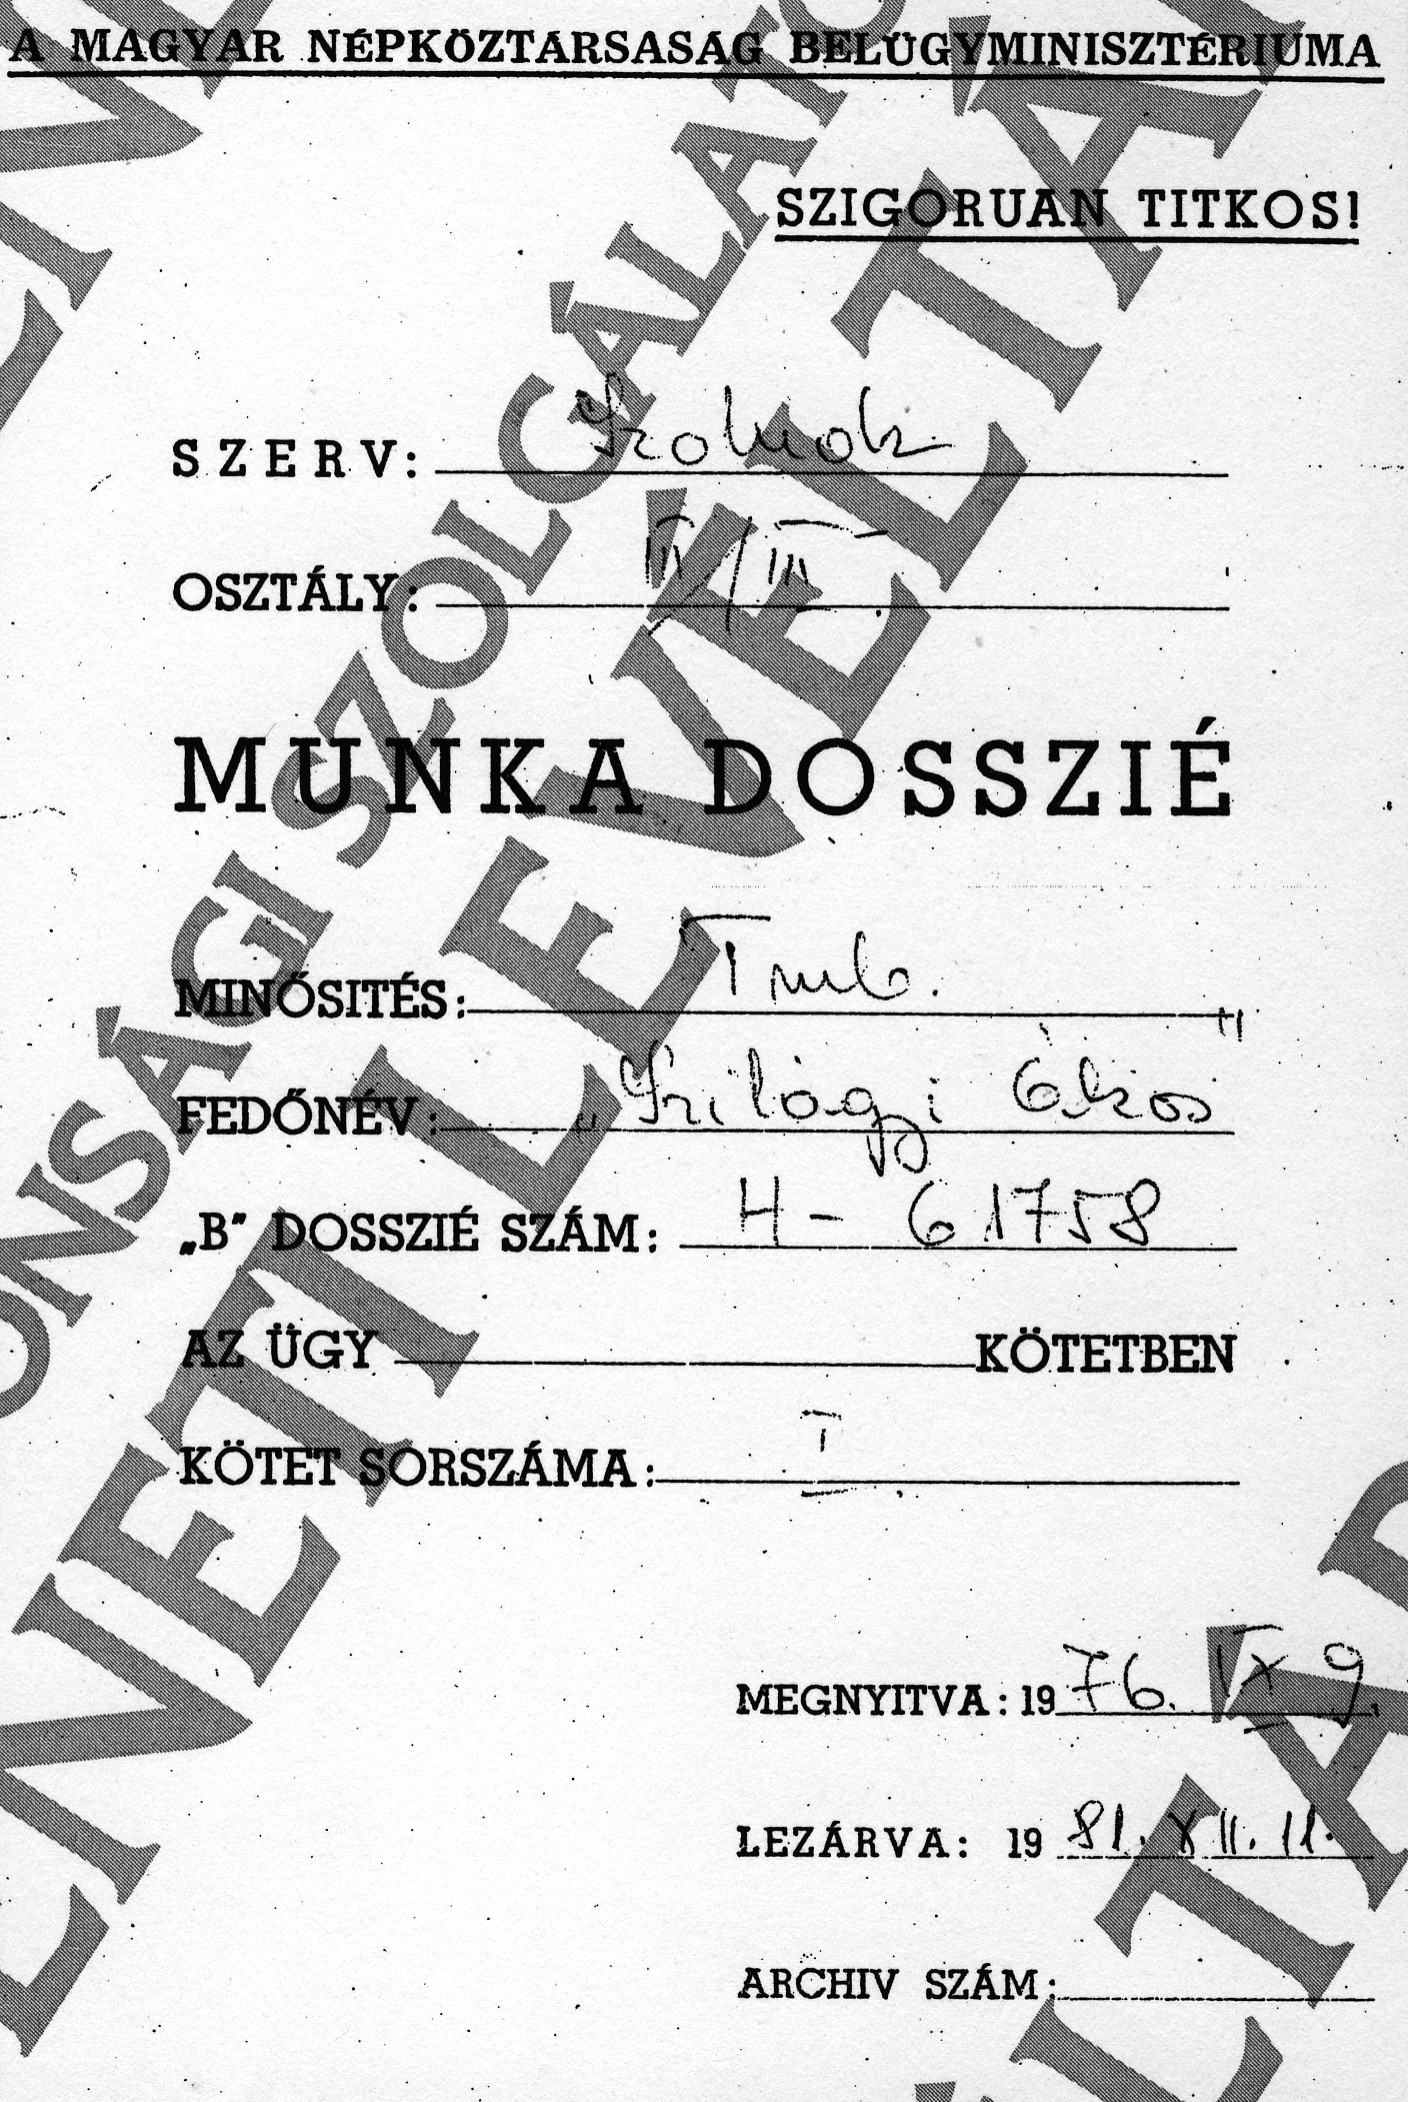 A MAGYAR NÉPKÖZTÁRSASÁG BELÜGYMINISZTÉRIUMA
SZIGORUAN TITKOS!
SZERV: Szolnok
OSZTÁLY: III/III
MUNKA DOSSZIÉ
MINŐSITÉS: Tmb.
FEDŐNÉV: „Szilágyi Ákos"
„B" DOSSZIÉ SZÁM: H - 61758
AZ ÜGY KÖTETBEN
KÖTET SORSZÁMA: I
MEGNYITVA: 1976. IX 9.
LEZÁRVA: 1981. XII. 11.
ARCHIV SZÁM:
LEVÉLTÁR